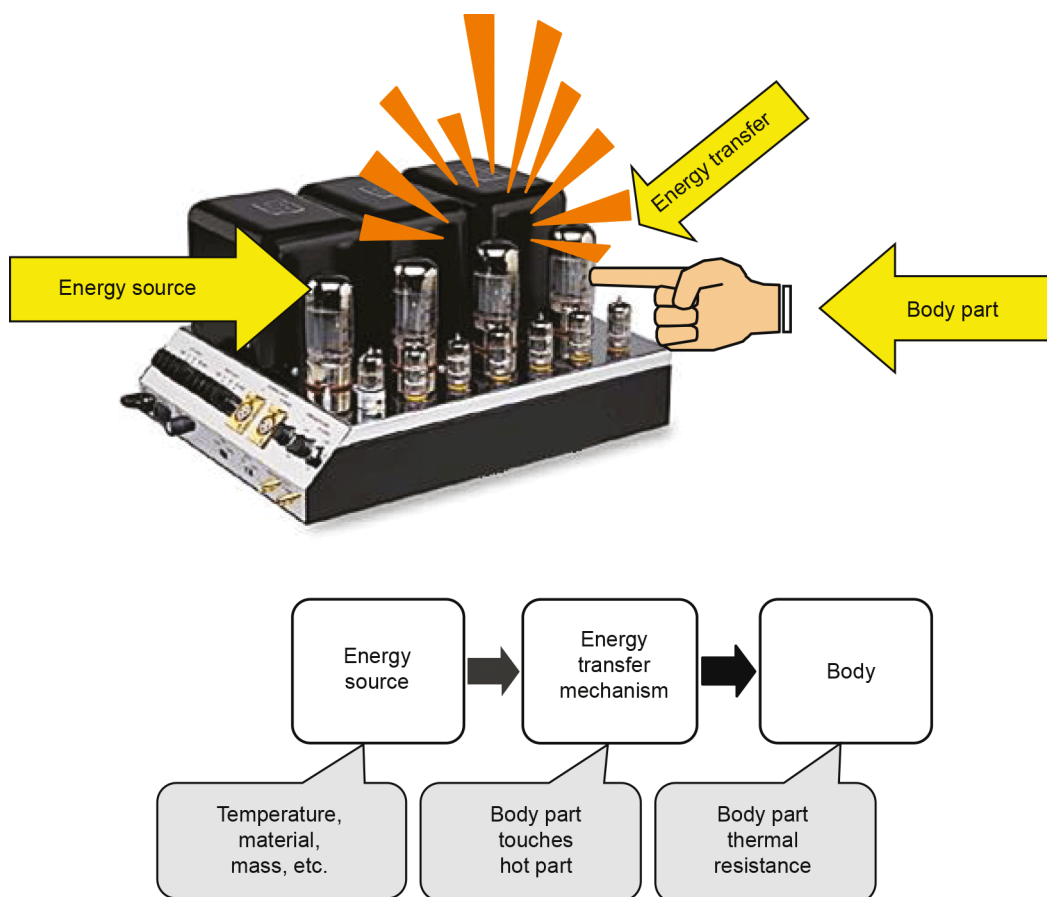 Energy transfer
Energy source
Body part
Energy
source
Energy
transfer
mechanism
Body
Temperature,
material,
mass, etc.
Body part
touches
hot part
Body part
thermal
resistance